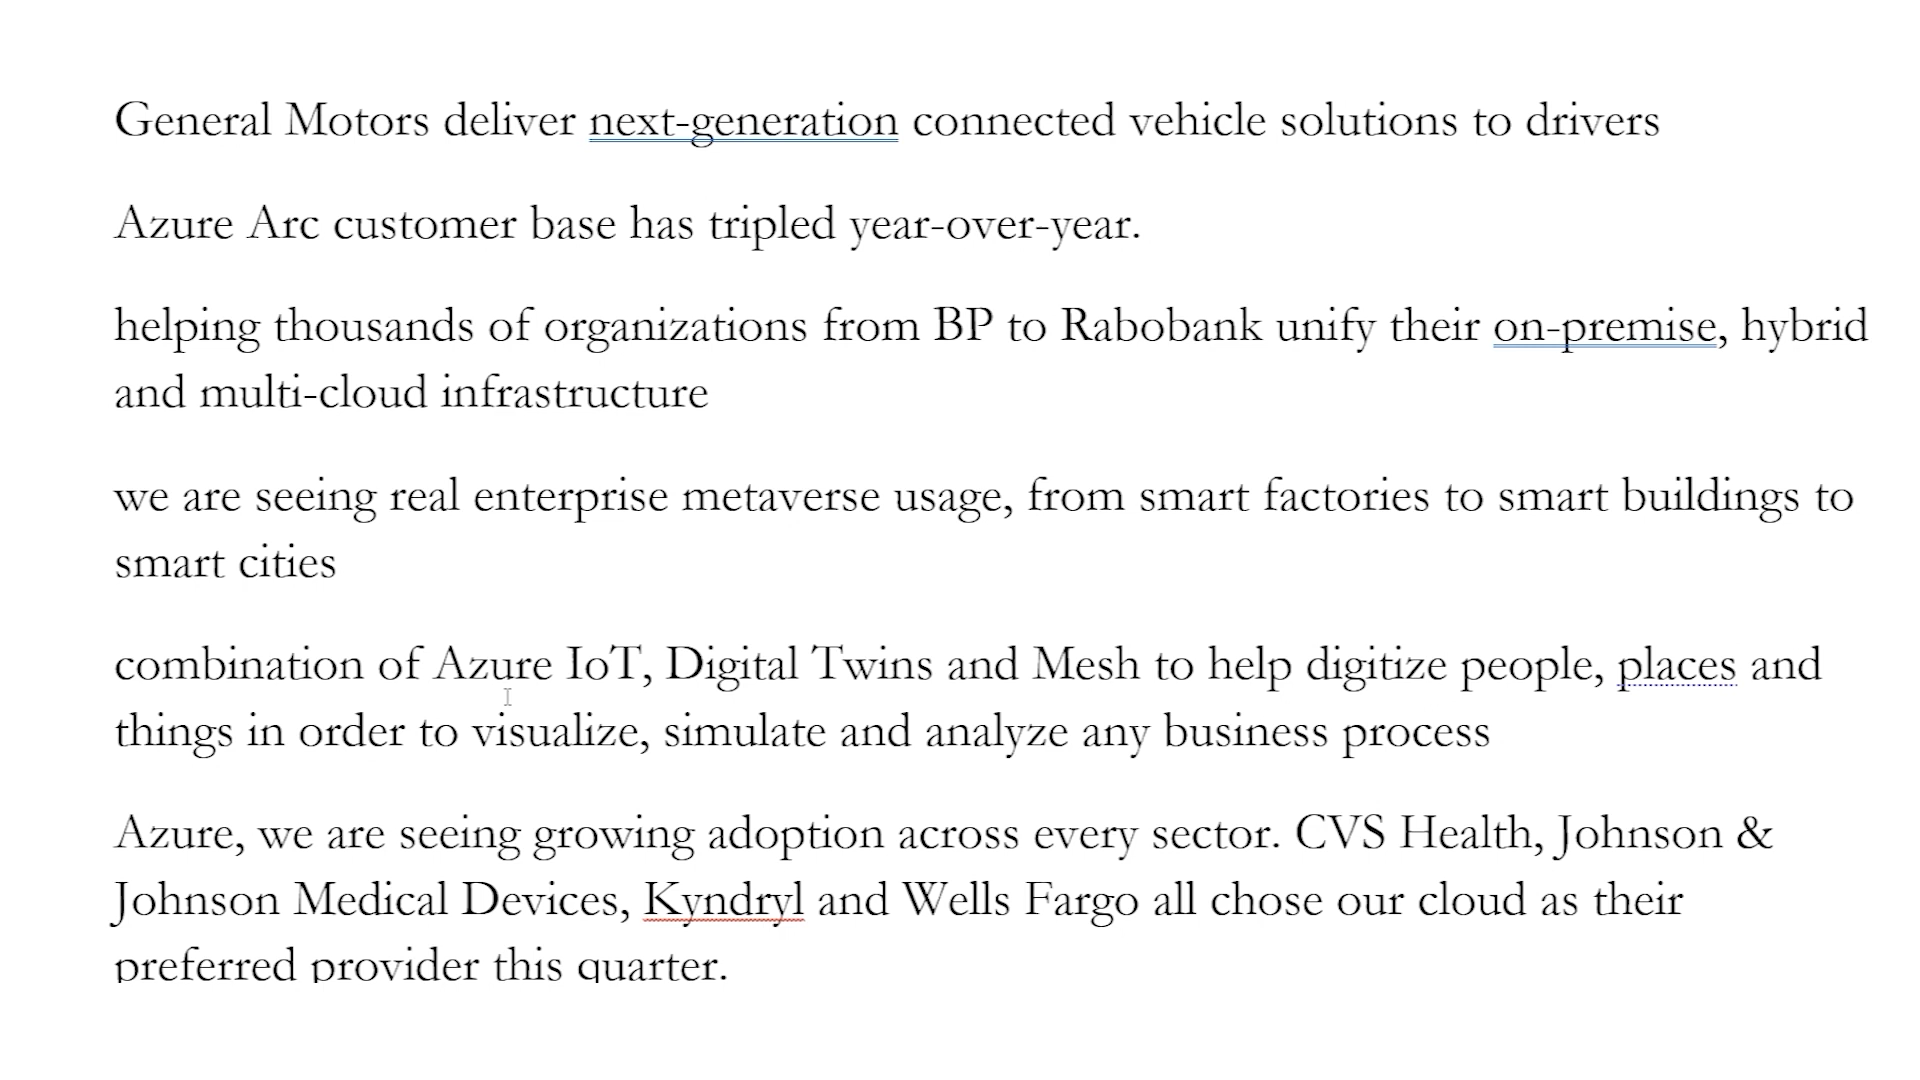 General Motors deliver next-generation connected vehicle solutions to drivers
Azure Arc customer base has tripled year-over-year.
helping thousands of organizations from BP to Rabobank unify their on-premise, hybrid
and multi-cloud infrastructure
we are seeing real enterprise metaverse usage, from smart factories to smart buildings to
smart cities
combination of Azure IoT, Digital Twins and Mesh to help digitize people, places and
things in order to visualize, simulate and analyze any business process
Azure, we are seeing growing adoption across every sector. CVS Health, Johnson &
Johnson Medical Devices, Kyndryl and Wells Fargo all chose our cloud as their
preferred provider this quarter.